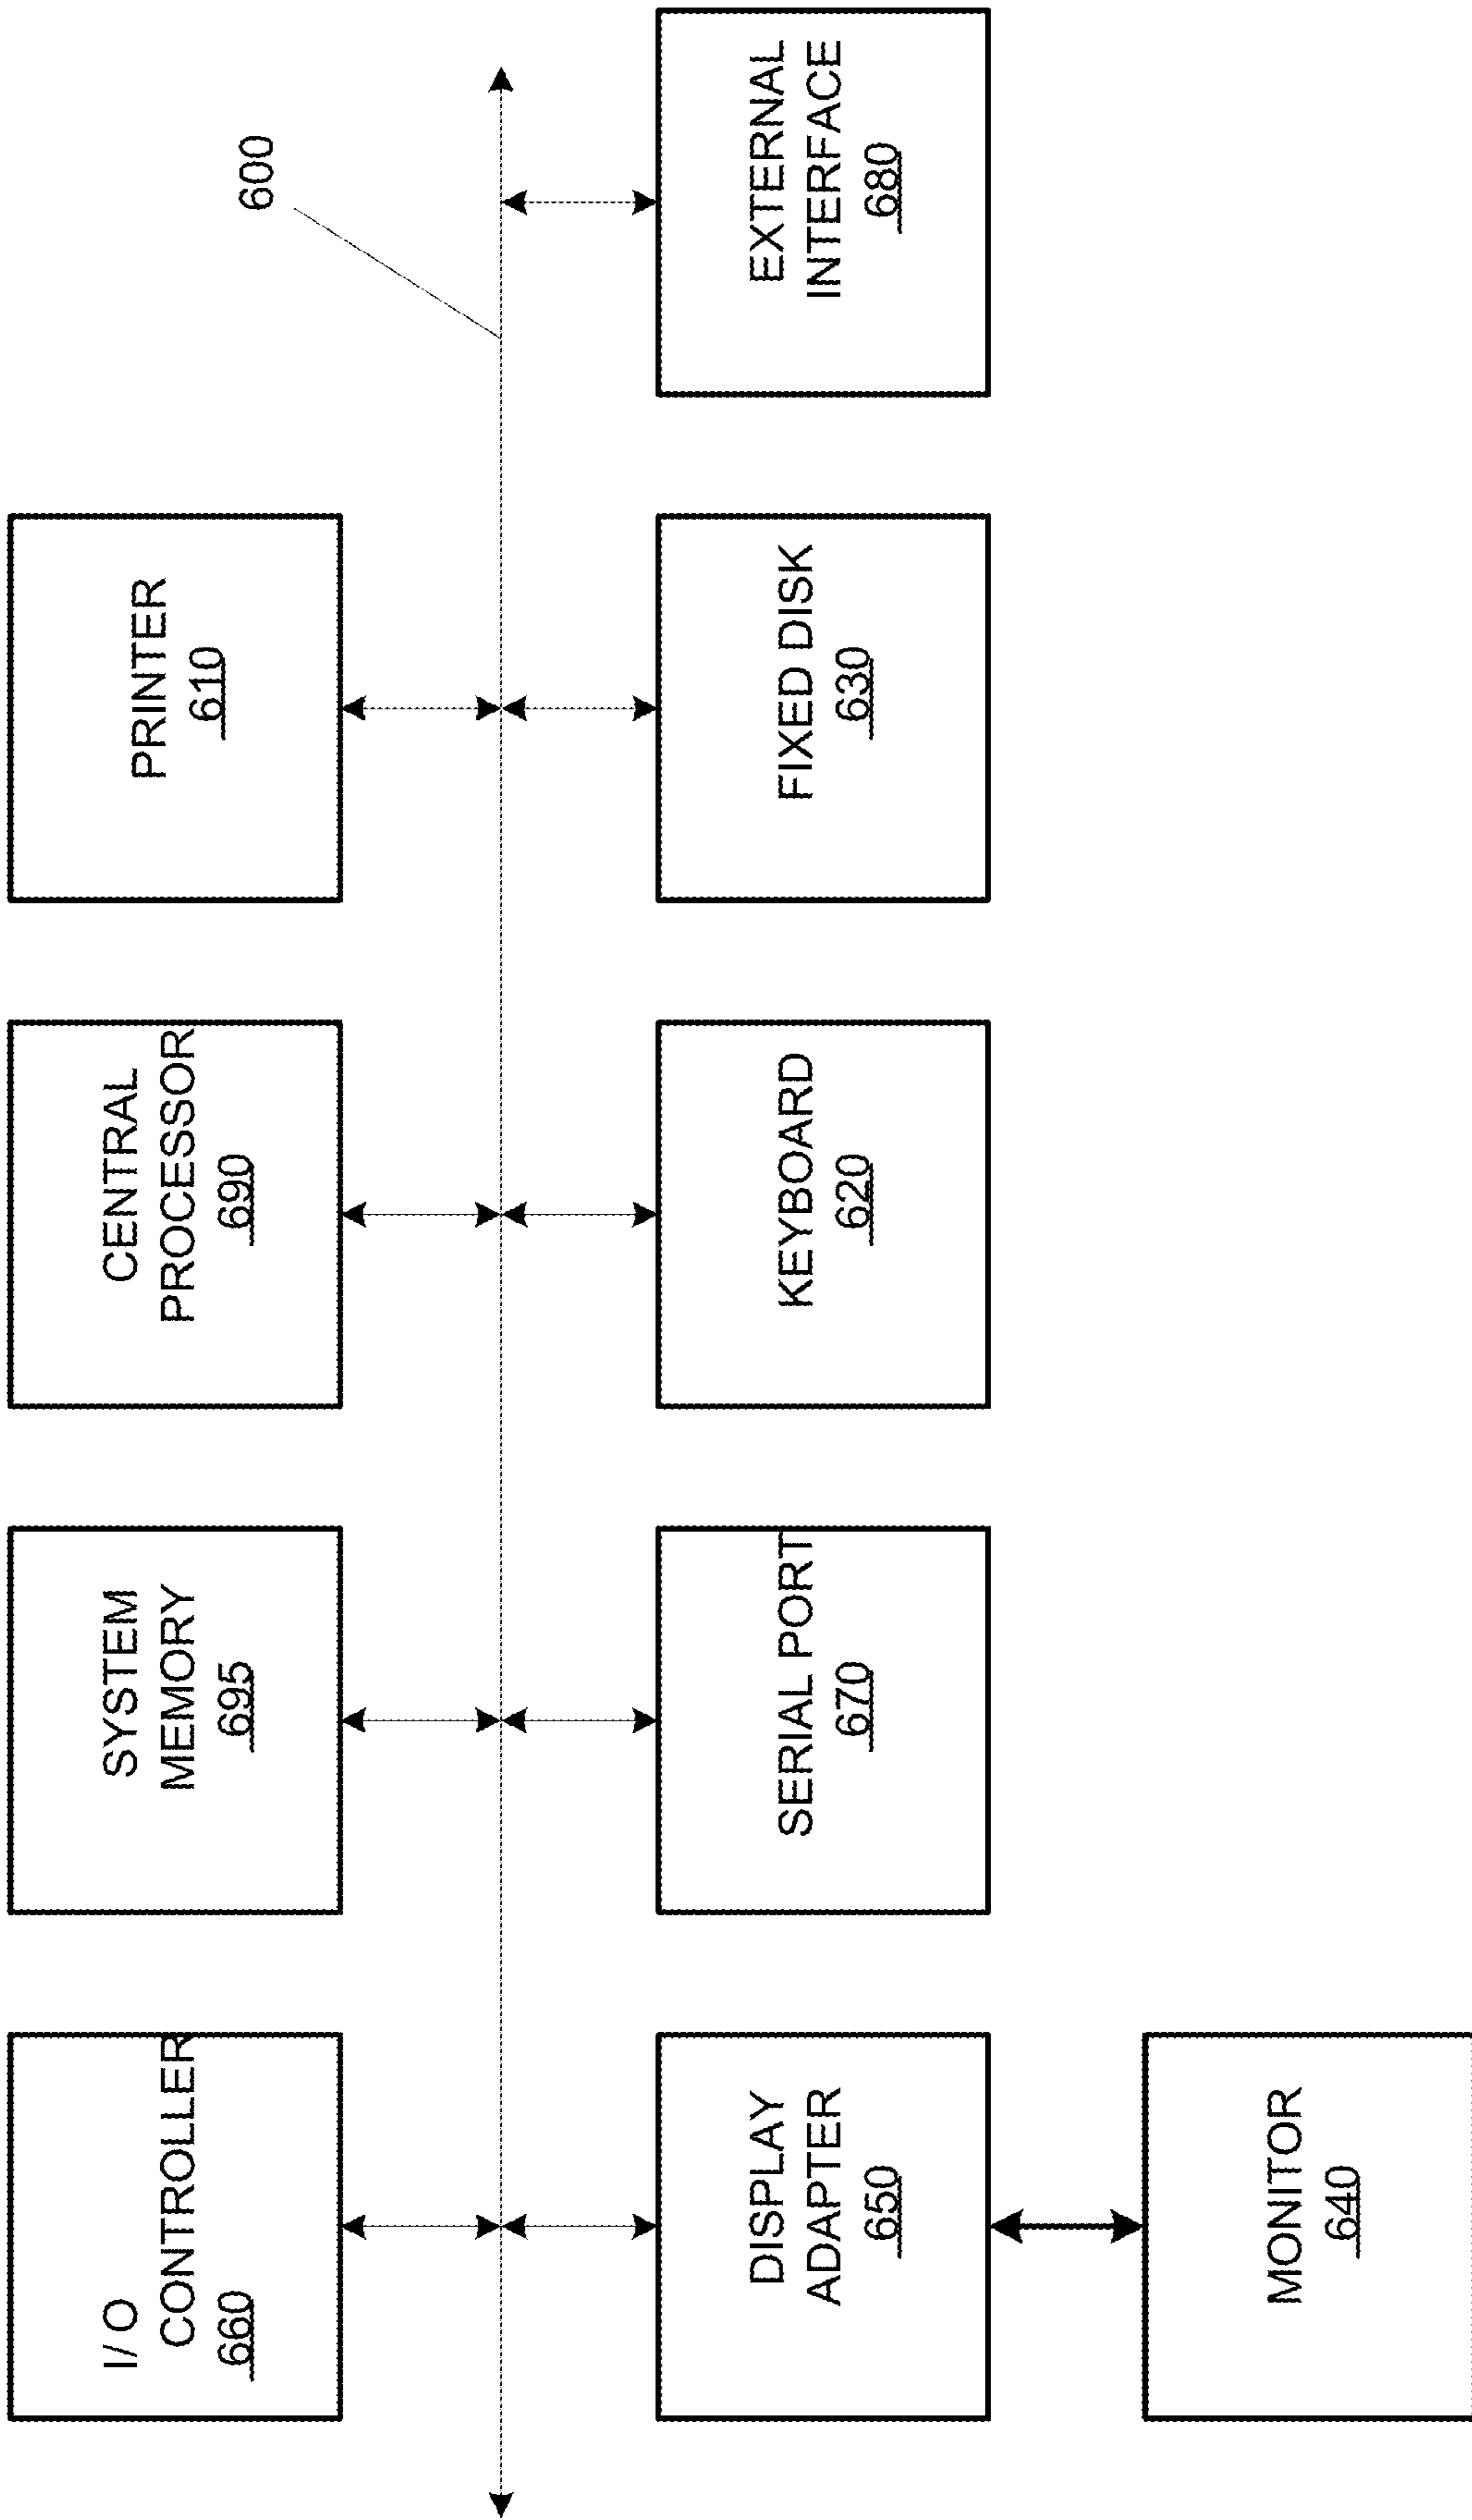 I/O
CONTROLLER
660
SYSTEM
MEMORY
695
CENTRAL
PROCESSOR
690
PRINTER
610
600
DISPLAY
ADAPTER
650
SERIAL PORT
670
KEYBOARD
620
FIXED DISK
630
EXTERNAL
INTERFACE
680
MONITOR
640